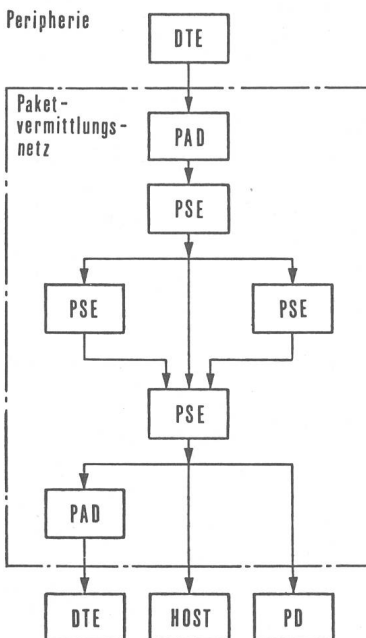 Peripherie
DTE
Paket-
vermittlungs-
netz
PAD
PSE
PSE
PSE
PSE
PAD
DTE
HOST
PD